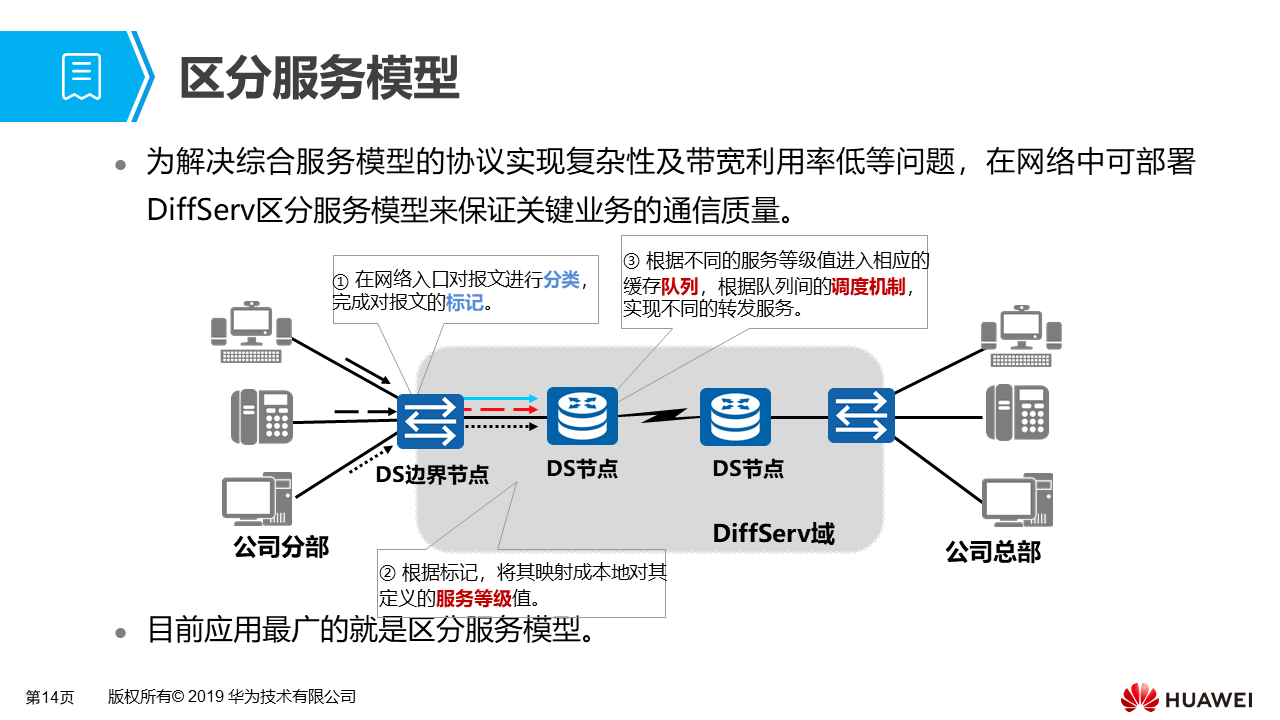 区分服务模型
为解决综合服务模型的协议实现复杂性及带宽利用率低等问题，在网络中可部署
DiffServ区分服务模型来保证关键业务的通信质量。
① 在网络入口对报文进行分类，
完成对报文的标记。
③ 根据不同的服务等级值进入相应的
缓存队列，根据队列间的调度机制，
实现不同的转发服务。
DS边界节点
DS节点
DS节点
DiffServ域
公司分部
公司总部
② 根据标记，将其映射成本地对其
定义的服务等级值。
目前应用最广的就是区分服务模型。
第14页
版权所有© 2019 华为技术有限公司
HUAWEI